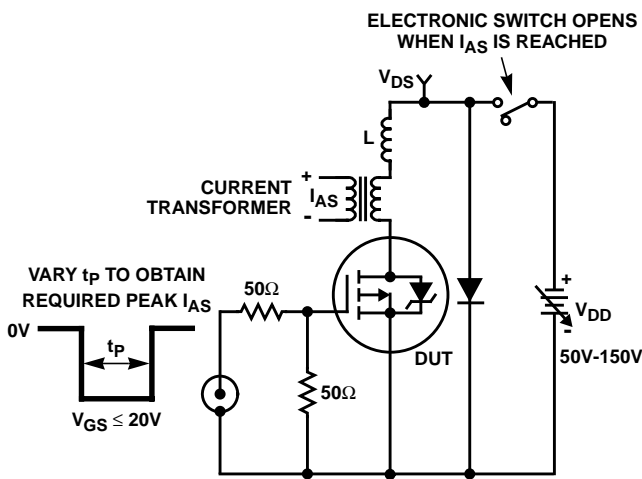 ELECTRONIC SWITCH OPENS
WHEN IAS IS REACHED
VDS
L
+
IAS
-
CURRENT
TRANSFORMER
VARY tP TO OBTAIN
REQUIRED PEAK IAS
0V
tP
VGS ≤ 20V
50Ω
50Ω
DUT
+
VDD
-
50V-150V